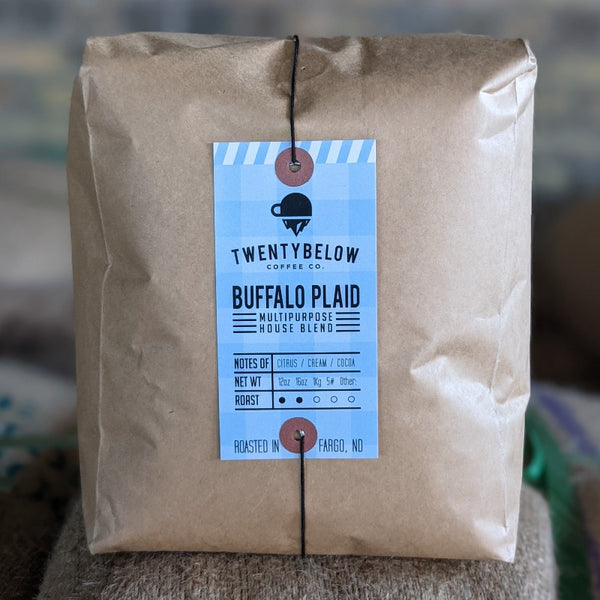 TWENTYBELOW
COFFEE CO.
BUFFALO PLAID
MULTIPURPOSE
HOUSE BLEND
NOTES OF CITRUS / CREAM / COCOA
NET WT 12oz 16oz 1Kg 5# Other:
ROAST
ROASTED IN FARGO, ND